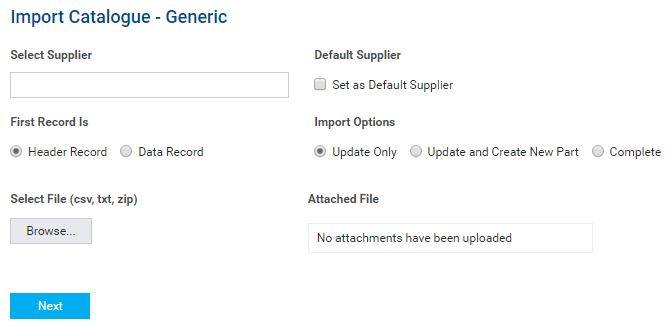 Import Catalogue - Generic
Select Supplier
Default Supplier
Set as Default Supplier
First Record Is
Import Options
Header Record Data Record
Update Only Update and Create New Part Complete
Select File (csv, txt, zip)
Attached File
Browse...
No attachments have been uploaded
Next